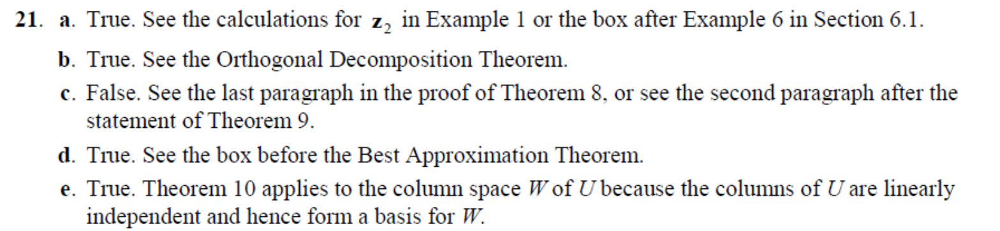 21. a. True. See the calculations for z₂ in Example 1 or the box after Example 6 in Section 6.1.
b. True. See the Orthogonal Decomposition Theorem.
c. False. See the last paragraph in the proof of Theorem 8, or see the second paragraph after the
statement of Theorem 9.
d. True. See the box before the Best Approximation Theorem.
e. True. Theorem 10 applies to the column space W of U because the columns of U are linearly
independent and hence form a basis for W.